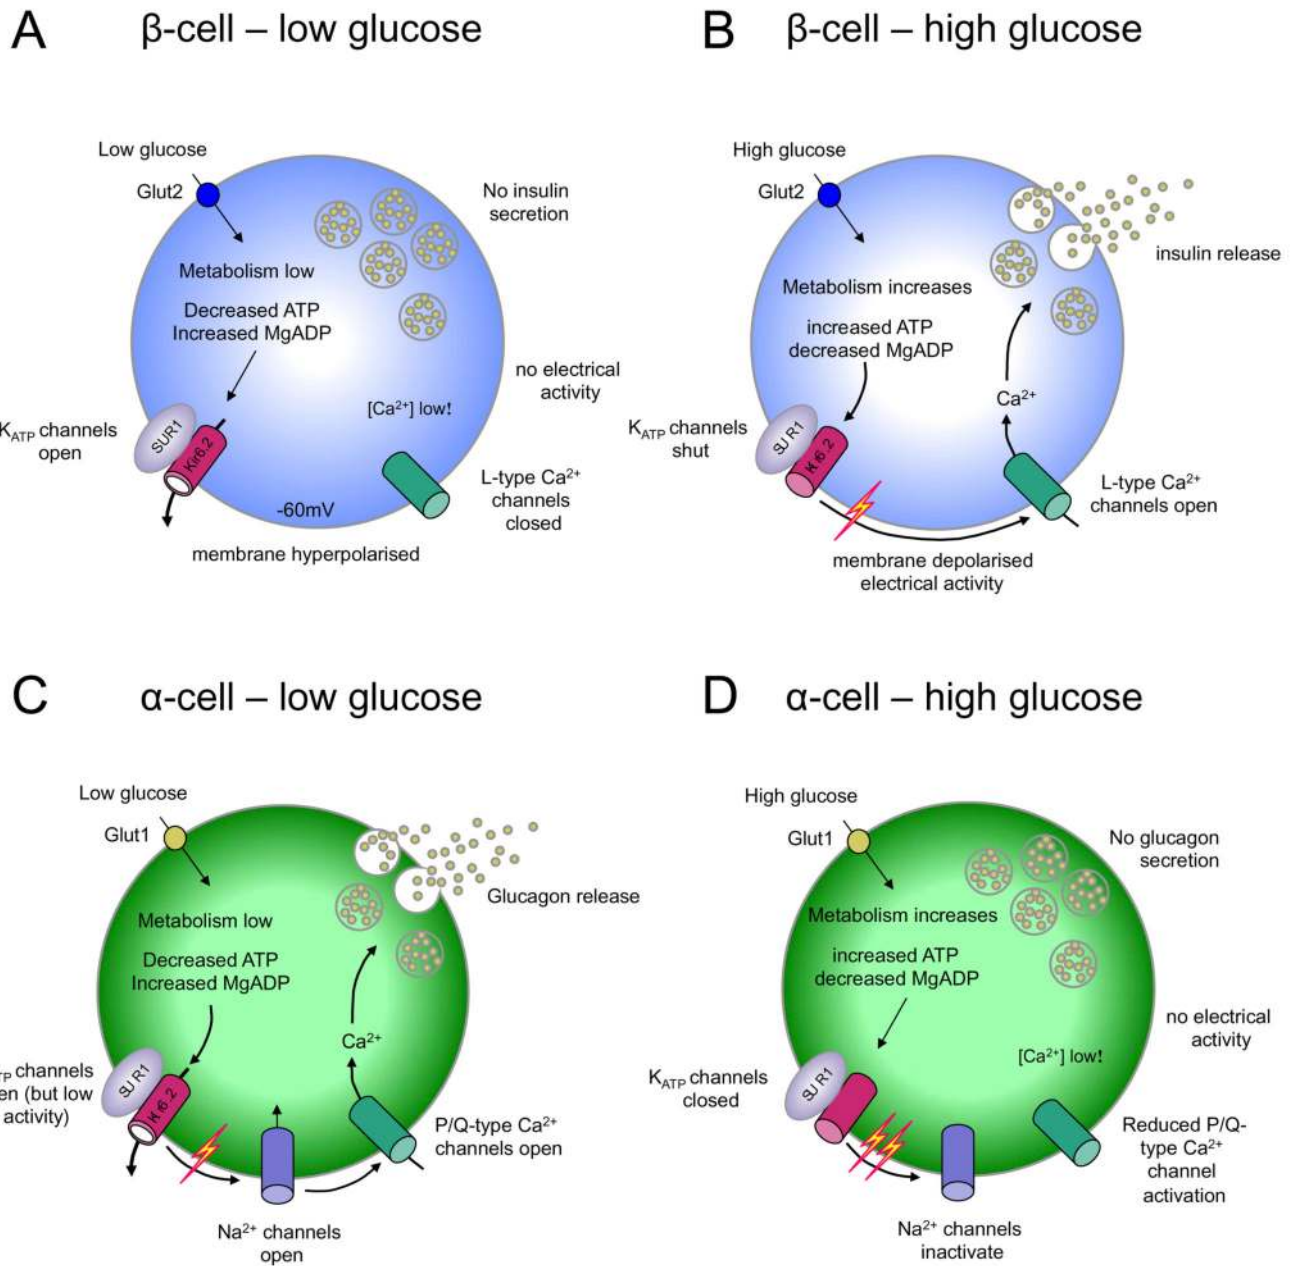 A
β-cell – low glucose
Low glucose
Glut2
No insulin
secretion
Metabolism low
Decreased ATP
Increased MgADP
no electrical
activity
[Ca²⁺] low!
K_ATP channels
open
SUR1
Kir6.2
L-type Ca²⁺
channels
closed
-60mV
membrane hyperpolarised
B
β-cell – high glucose
High glucose
Glut2
insulin release
Metabolism increases
increased ATP
decreased MgADP
Ca²⁺
K_ATP channels
shut
SUR1
Kir6.2
L-type Ca²⁺
channels open
membrane depolarised
electrical activity
C
α-cell – low glucose
Low glucose
Glut1
Glucagon release
Metabolism low
Decreased ATP
Increased MgADP
Ca²⁺
TP channels
en (but low
activity)
SUR1
Kir6.2
P/Q-type Ca²⁺
channels open
Na²⁺ channels
open
D
α-cell – high glucose
High glucose
Glut1
No glucagon
secretion
Metabolism increases
increased ATP
decreased MgADP
no electrical
activity
[Ca²⁺] low!
K_ATP channels
closed
SUR1
Reduced P/Q-
type Ca²⁺
channel
activation
Na²⁺ channels
inactivate